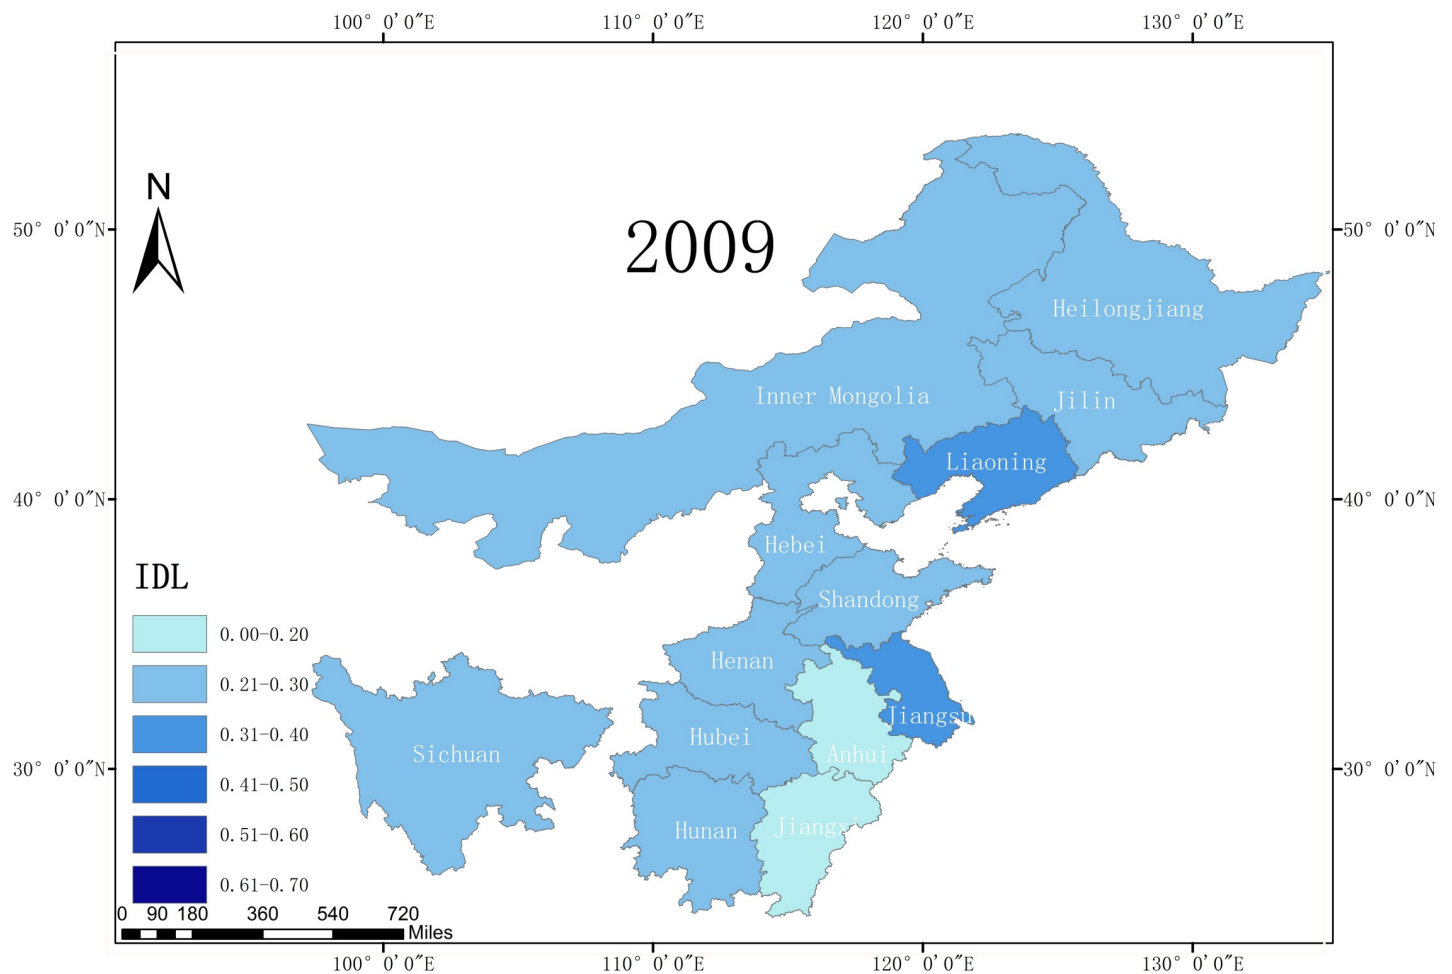 100° 0′0″E 110° 0′0″E 120° 0′0″E 130° 0′0″E
N
2009
50° 0′0″N 50° 0′0″N
Heilongjiang
Inner Mongolia
Jilin
Liaoning
40° 0′0″N 40° 0′0″N
Hebei
IDL
Shandong
0.00-0.20
Henan
0.21-0.30
Jiangsu
0.31-0.40
Hubei
Sichuan
Anhui
30° 0′0″N 30° 0′0″N
0.41-0.50
Jiangxi
Hunan
0.51-0.60
0.61-0.70
0 90 180 360 540 720
Miles
100° 0′0″E 110° 0′0″E 120° 0′0″E 130° 0′0″E